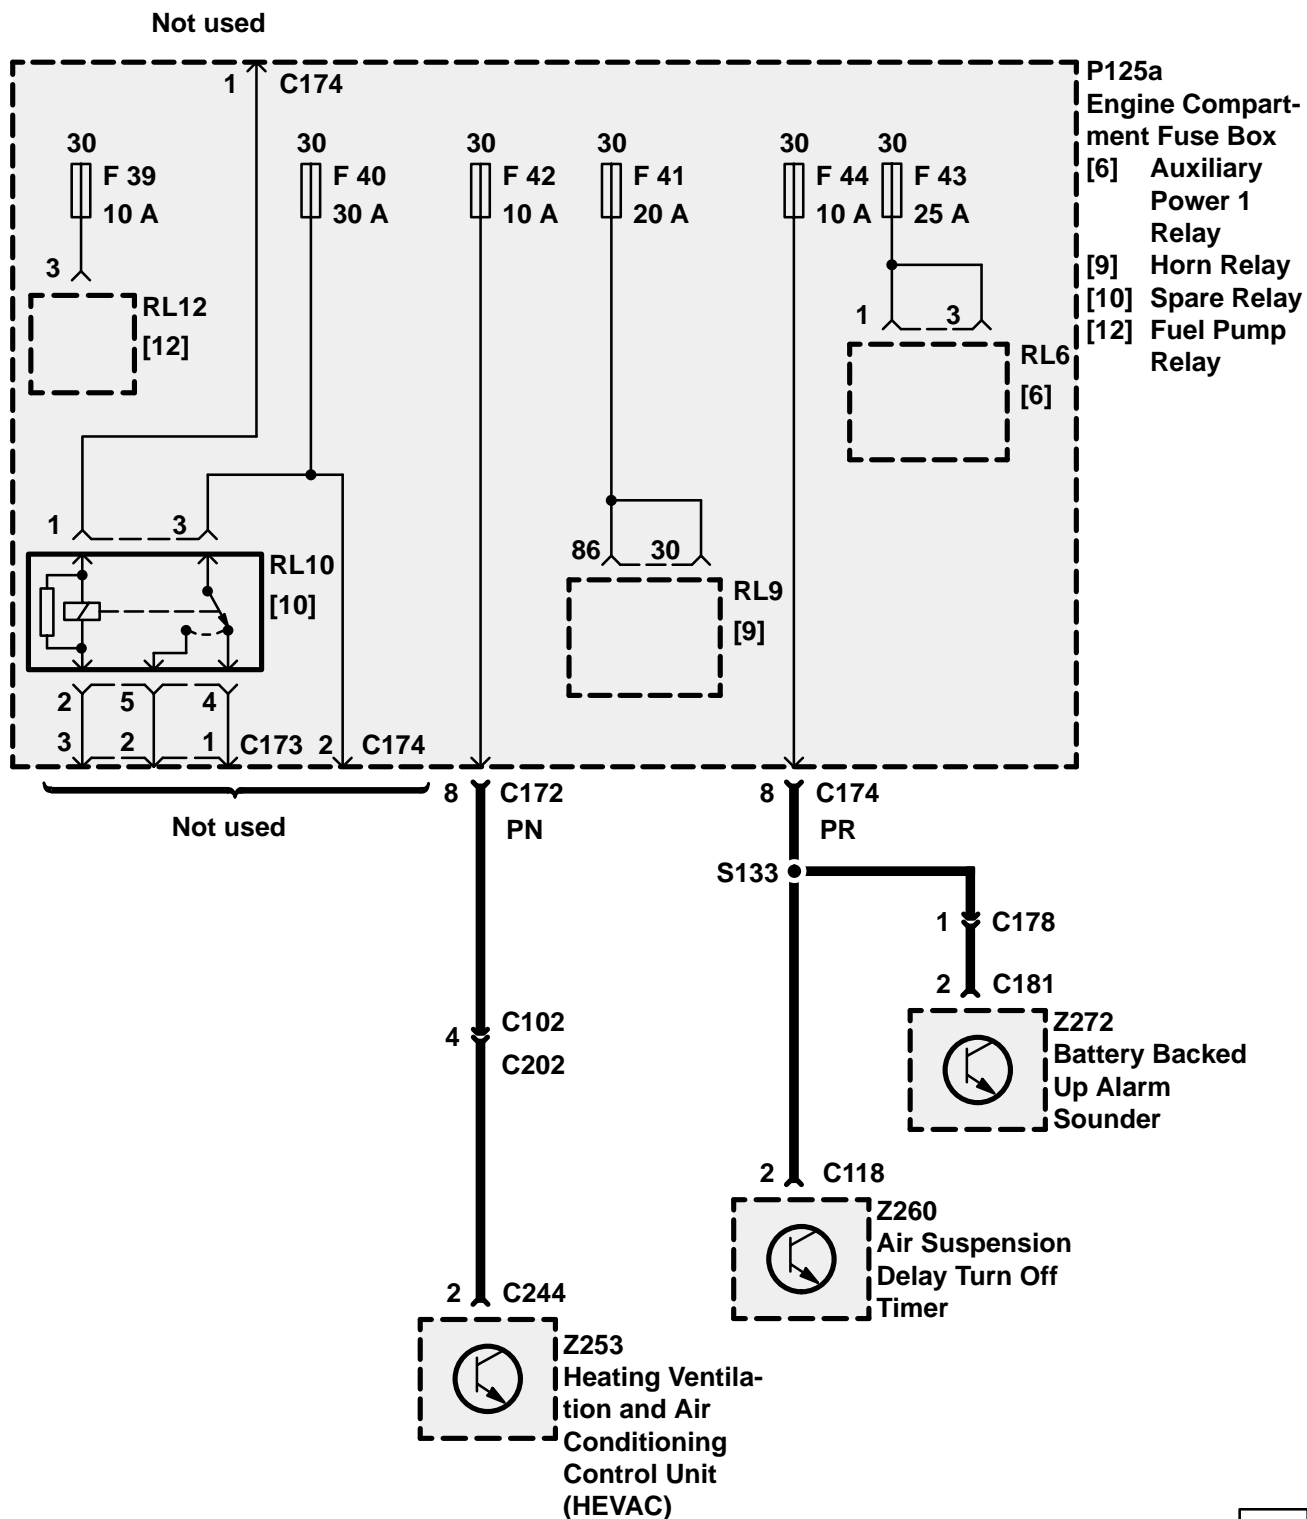 Not used
1 C174
P125a
Engine Compart-
ment Fuse Box
[6] Auxiliary
Power 1
Relay
[9] Horn Relay
[10] Spare Relay
[12] Fuel Pump
Relay
30 30 30 30 30 30
F 39 F 40 F 42 F 41 F 44 F 43
10 A 30 A 10 A 20 A 10 A 25 A
3
RL12
[12]
1 3
RL6
[6]
1 3
RL10
[10]
86 30
RL9
[9]
2 5 4
3 2 1 C173 2 C174
Not used
8 C172
PN
8 C174
PR
S133
1 C178
2 C181
Z272
Battery Backed
Up Alarm
Sounder
4 C102
C202
2 C118
Z260
Air Suspension
Delay Turn Off
Timer
2 C244
Z253
Heating Ventila-
tion and Air
Conditioning
Control Unit
(HEVAC)